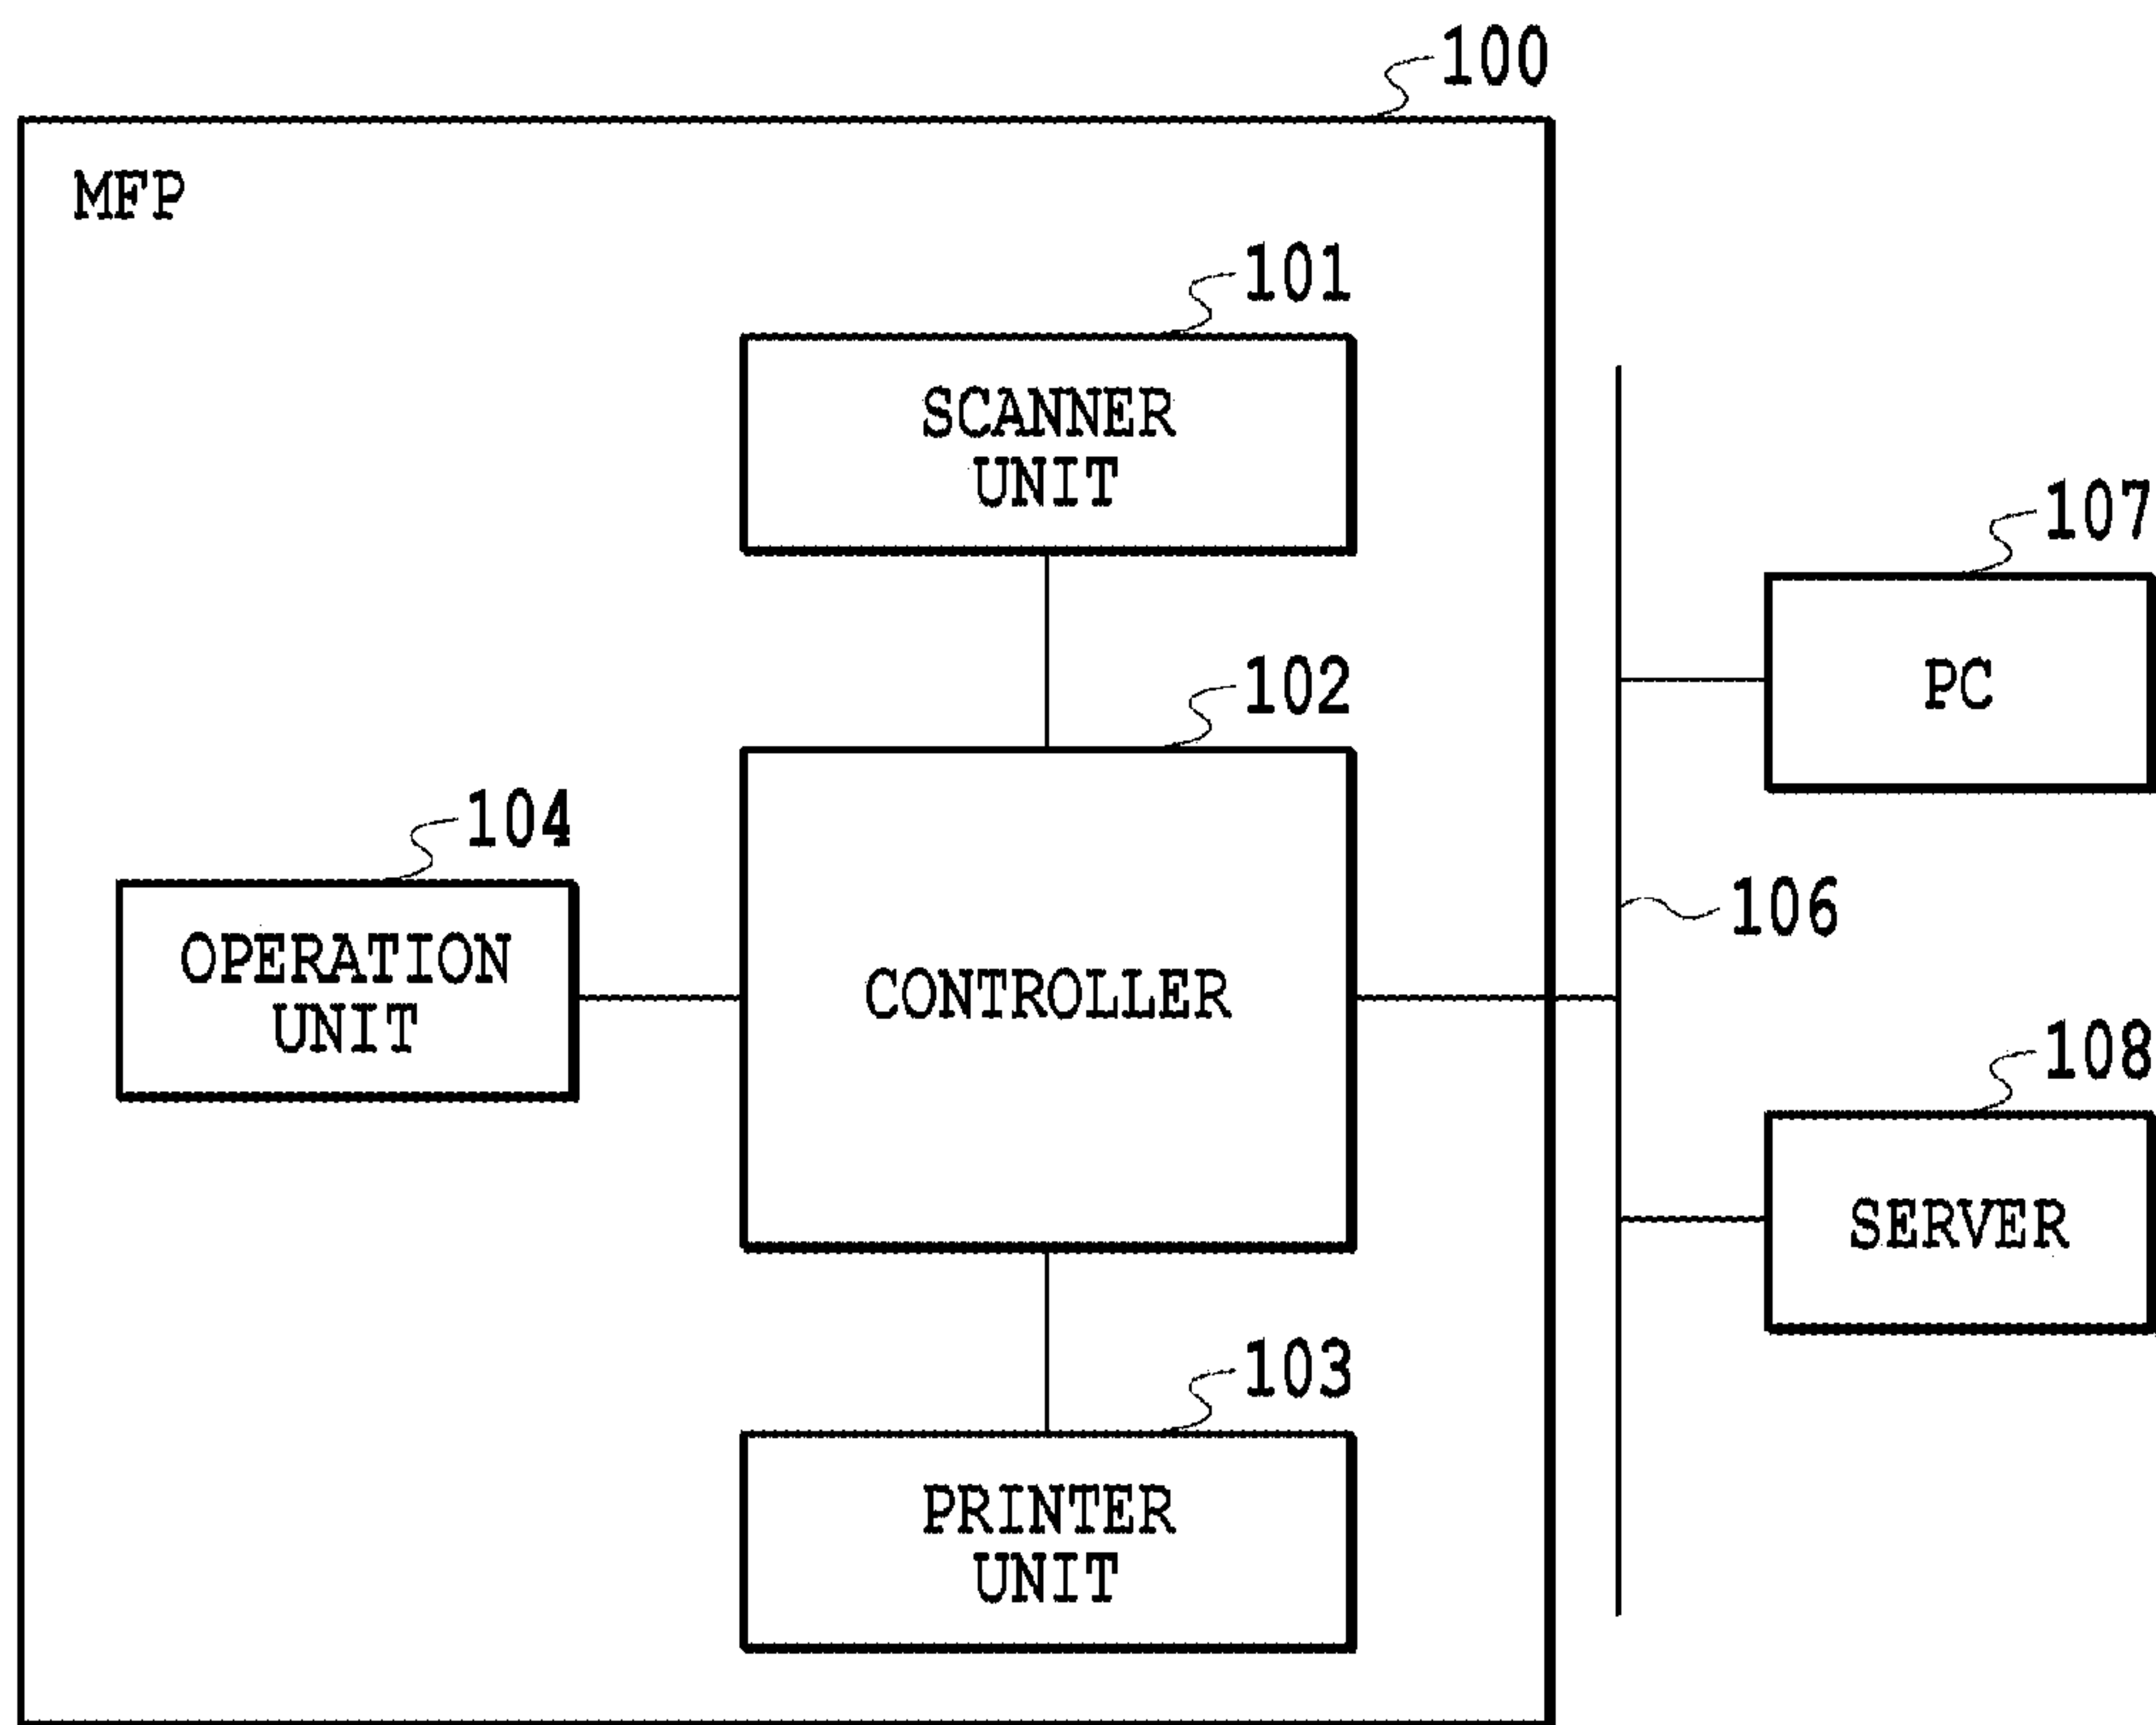 100
MFP
101
SCANNER
UNIT
107
PC
102
104
OPERATION
UNIT
CONTROLLER
106
108
SERVER
103
PRINTER
UNIT